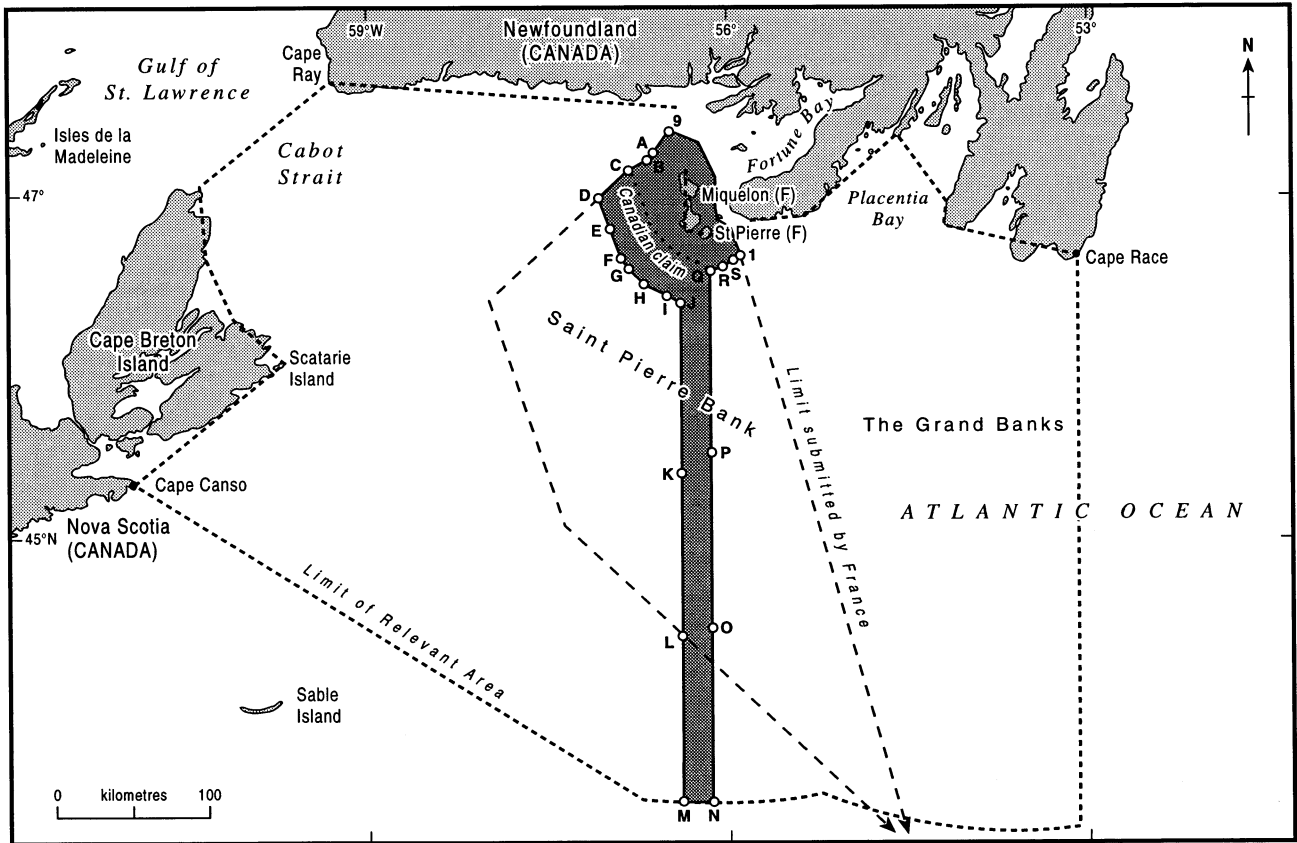 59°W
Newfoundland
(CANADA)
56°
53°
N
Cape
Ray
Gulf of
St. Lawrence
Isles de la
Madeleine
Cabot
Strait
9
A
B
C
D
E
F
G
H
I
J
Fortune Bay
47°
Miquelon (F)
St Pierre (F)
Canadian claim
Placentia
Bay
Cape Race
1
S
R
Q
Saint Pierre Bank
Cape Breton
Island
Scatarie
Island
Limit submitted by France
The Grand Banks
P
K
Cape Canso
ATLANTIC OCEAN
Nova Scotia
(CANADA)
45°N
Limit of Relevant Area
O
L
Sable
Island
0 kilometres 100
M
N